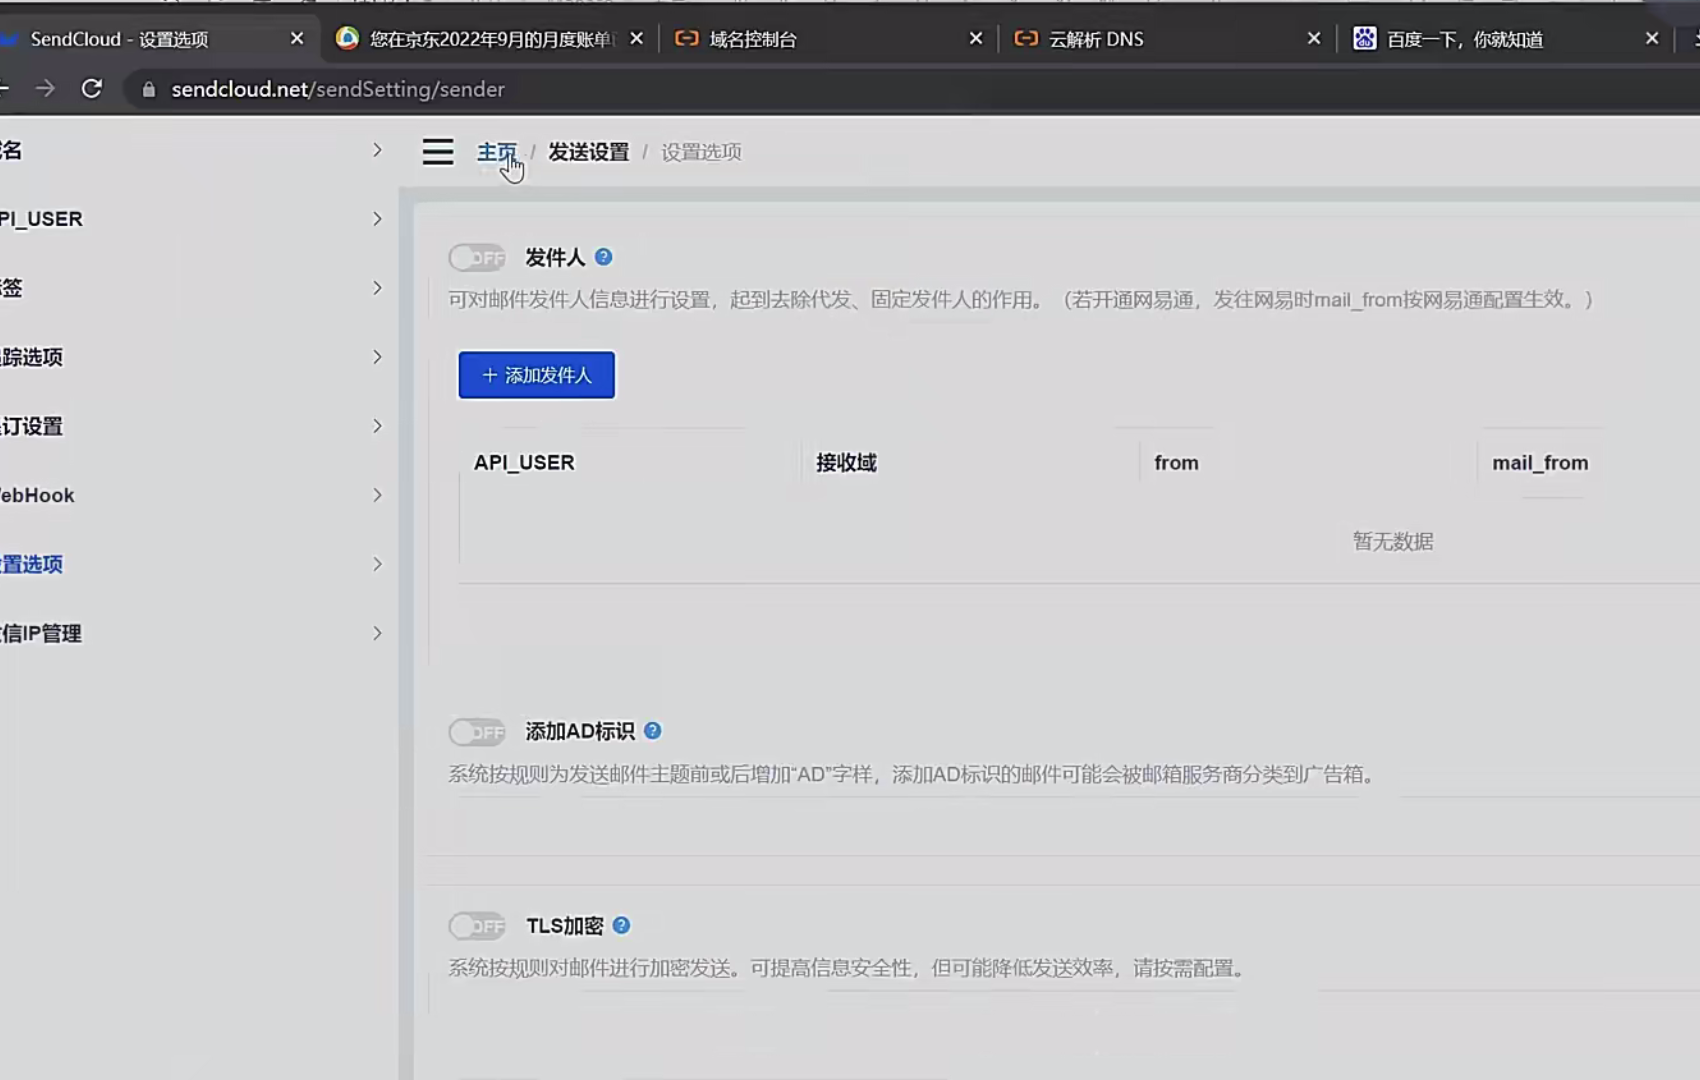 SendCloud - 设置选项
您在京东2022年9月的月度账单
域名控制台
云解析 DNS
百度一下，你就知道
sendcloud.net/sendSetting/sender
名
主页 / 发送设置 / 设置选项
PI_USER
签
踪选项
订设置
ebHook
置选项
信IP管理
OFF 发件人
可对邮件发件人信息进行设置，起到去除代发、固定发件人的作用。（若开通网易通，发往网易时mail_from按网易通配置生效。）
+ 添加发件人
API_USER 接收域 from mail_from
暂无数据
OFF 添加AD标识
系统按规则为发送邮件主题前或后增加“AD”字样，添加AD标识的邮件可能会被邮箱服务商分类到广告箱。
OFF TLS加密
系统按规则对邮件进行加密发送。可提高信息安全性，但可能降低发送效率，请按需配置。